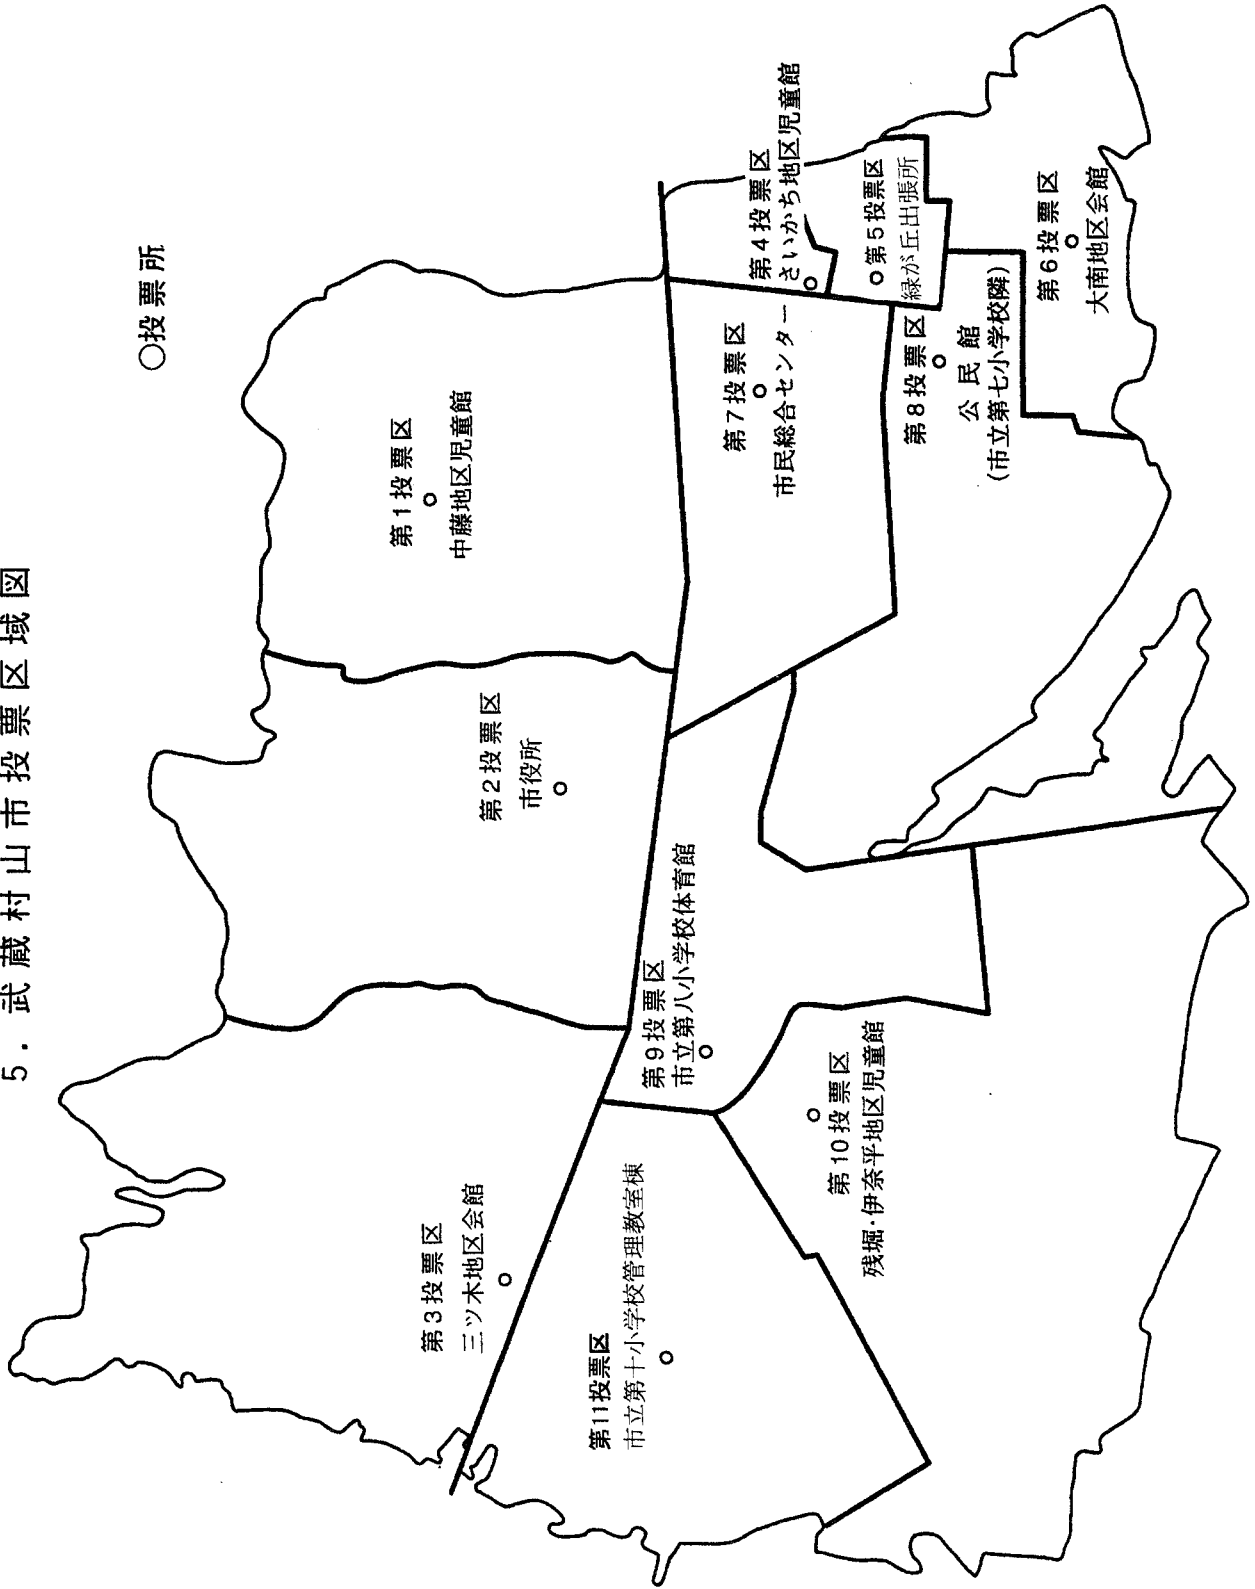 5．武蔵村山市投票区域図
○投票所
第1投票区
中藤地区児童館
第2投票区
市役所
第3投票区
三ツ木地区会館
第4投票区
さいかち地区児童館
第5投票区
緑が丘出張所
第6投票区
大南地区会館
第7投票区
市民総合センター
第8投票区
公民館
(市立第七小学校隣)
第9投票区
市立第八小学校体育館
第10投票区
残堀・伊奈平地区児童館
第11投票区
市立第十小学校管理教室棟